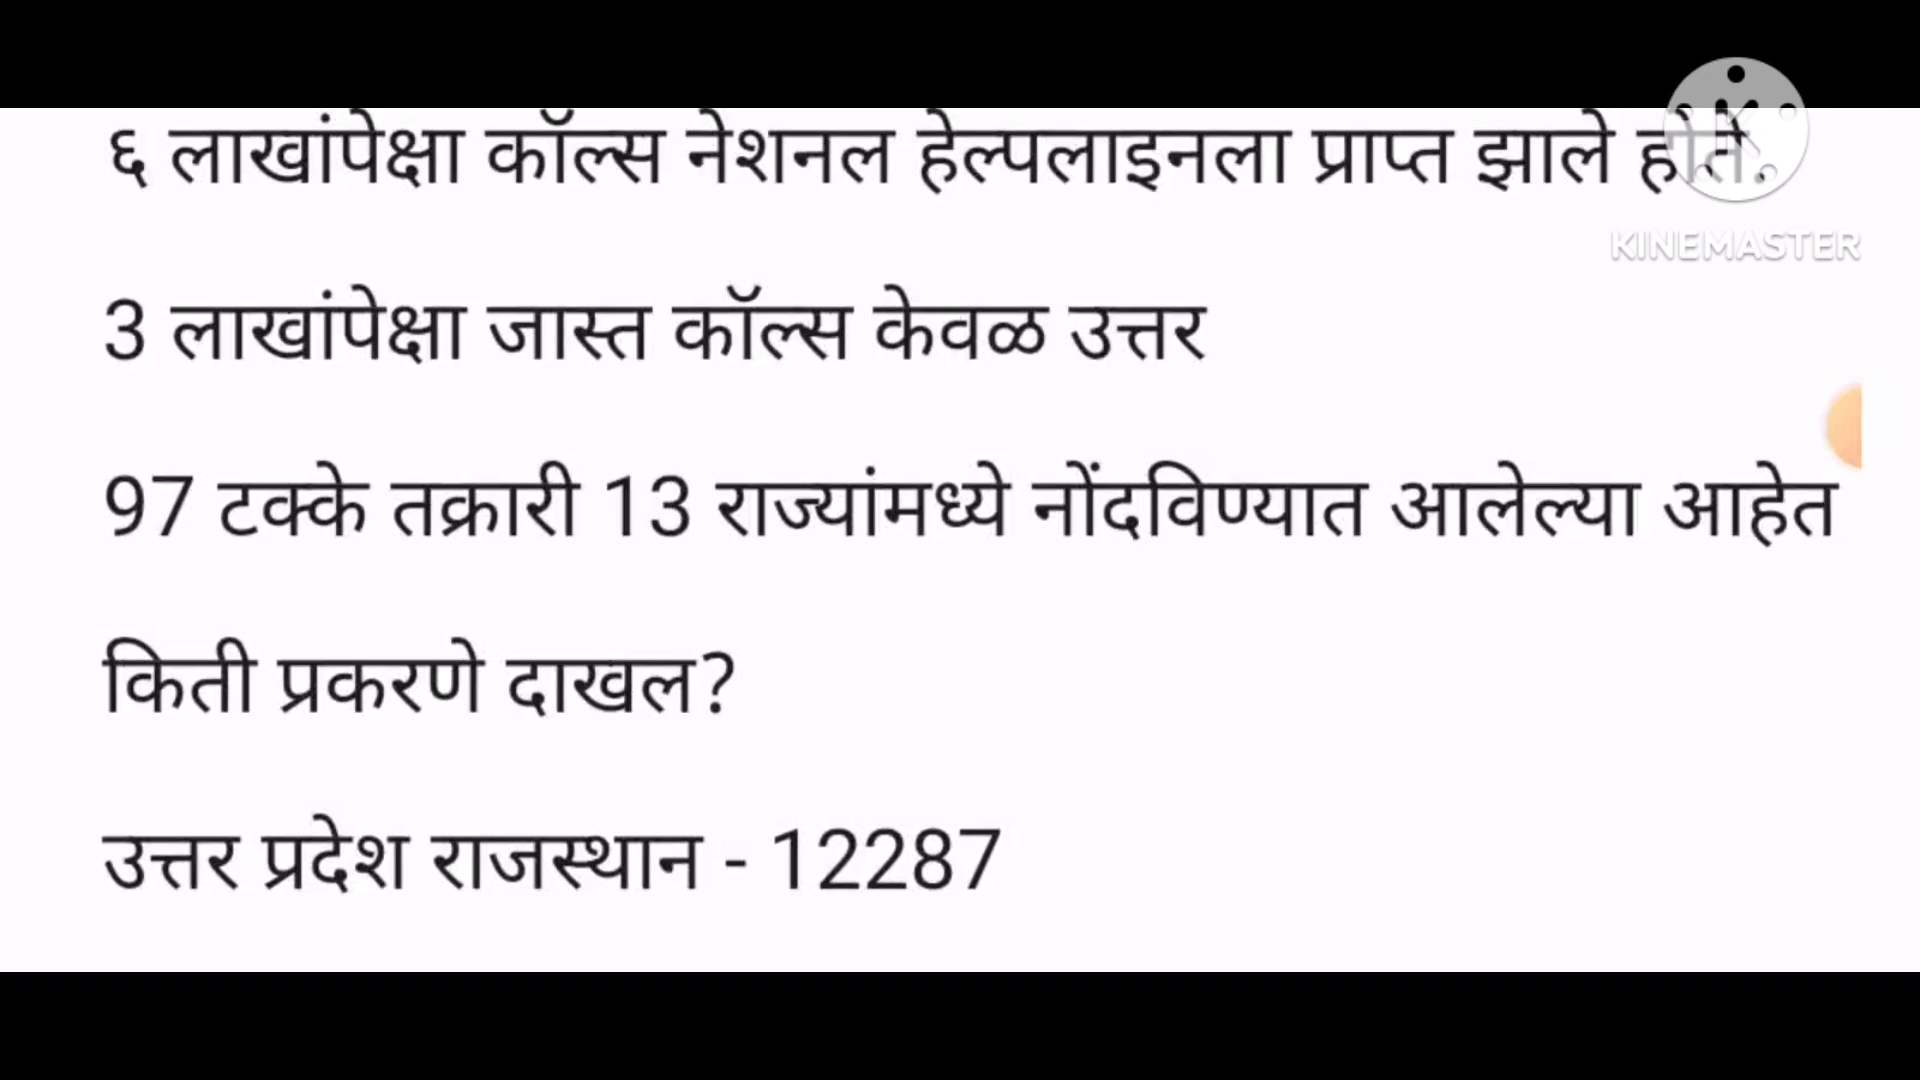 ६ लाखांपेक्षा कॉल्स नेशनल हेल्पलाइनला प्राप्त झाले होते.
KINEMASTER
3 लाखांपेक्षा जास्त कॉल्स केवळ उत्तर
97 टक्के तक्रारी 13 राज्यांमध्ये नोंदविण्यात आलेल्या आहेत
किती प्रकरणे दाखल?
उत्तर प्रदेश राजस्थान - 12287